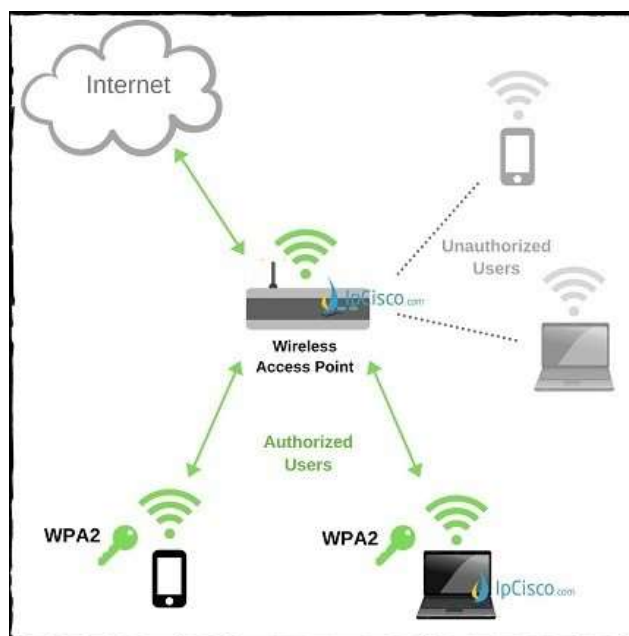 Internet
Unauthorized
Users
IpCisco.com
Wireless
Access Point
Authorized
Users
WPA2
WPA2
IpCisco.com